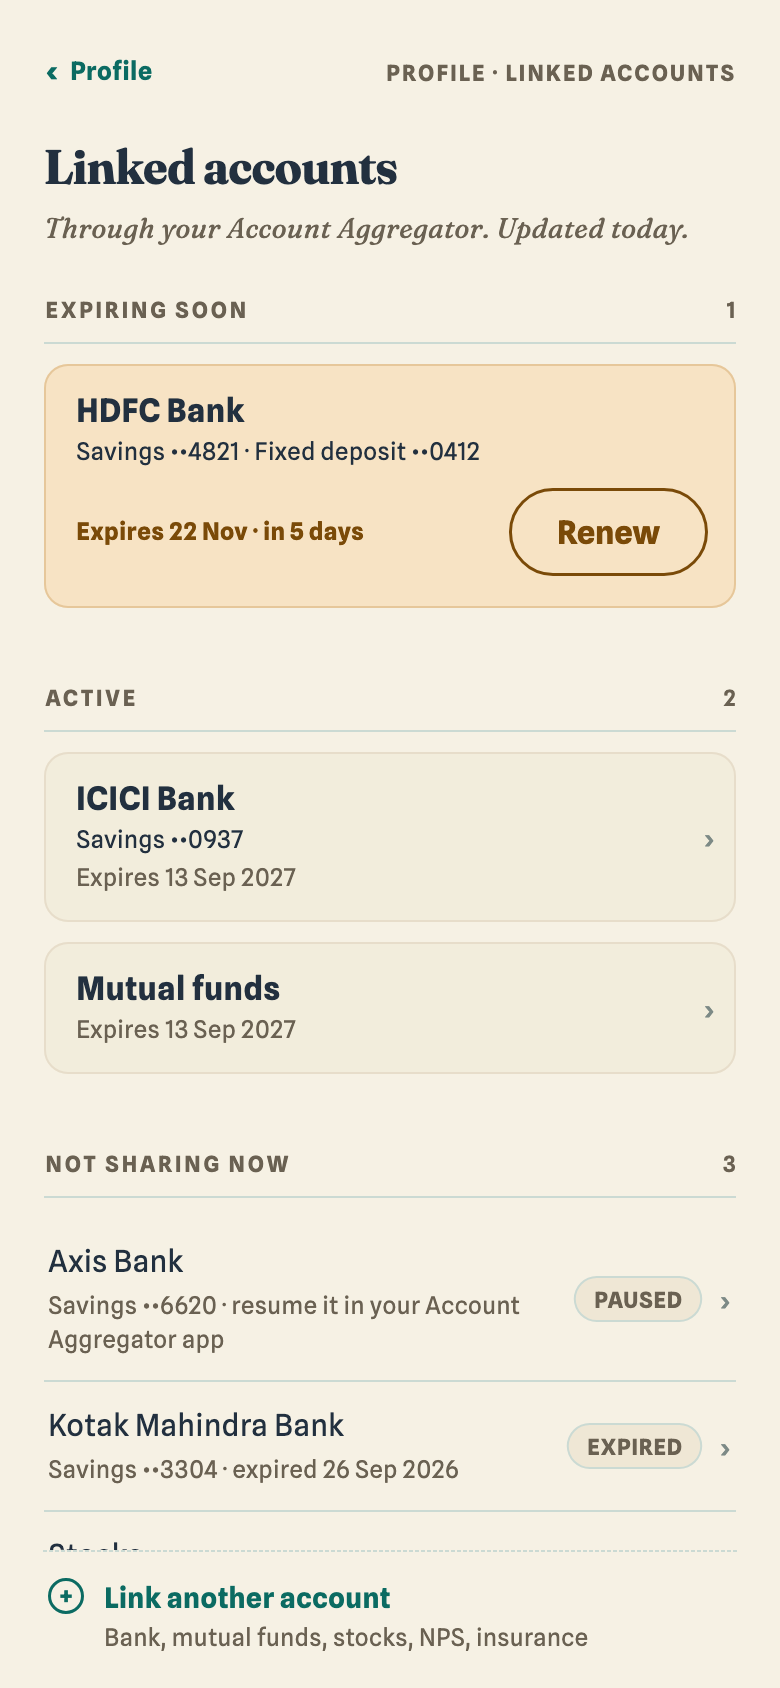 ‹ Profile
PROFILE · LINKED ACCOUNTS
Linked accounts
Through your Account Aggregator. Updated today.
EXPIRING SOON 1
HDFC Bank
Savings ••4821 · Fixed deposit ••0412
Expires 22 Nov · in 5 days
Renew
ACTIVE 2
ICICI Bank
Savings ••0937
Expires 13 Sep 2027
›
Mutual funds
Expires 13 Sep 2027
›
NOT SHARING NOW 3
Axis Bank
Savings ••6620 · resume it in your Account
Aggregator app
PAUSED ›
Kotak Mahindra Bank
Savings ••3304 · expired 26 Sep 2026
EXPIRED ›
Link another account
Bank, mutual funds, stocks, NPS, insurance